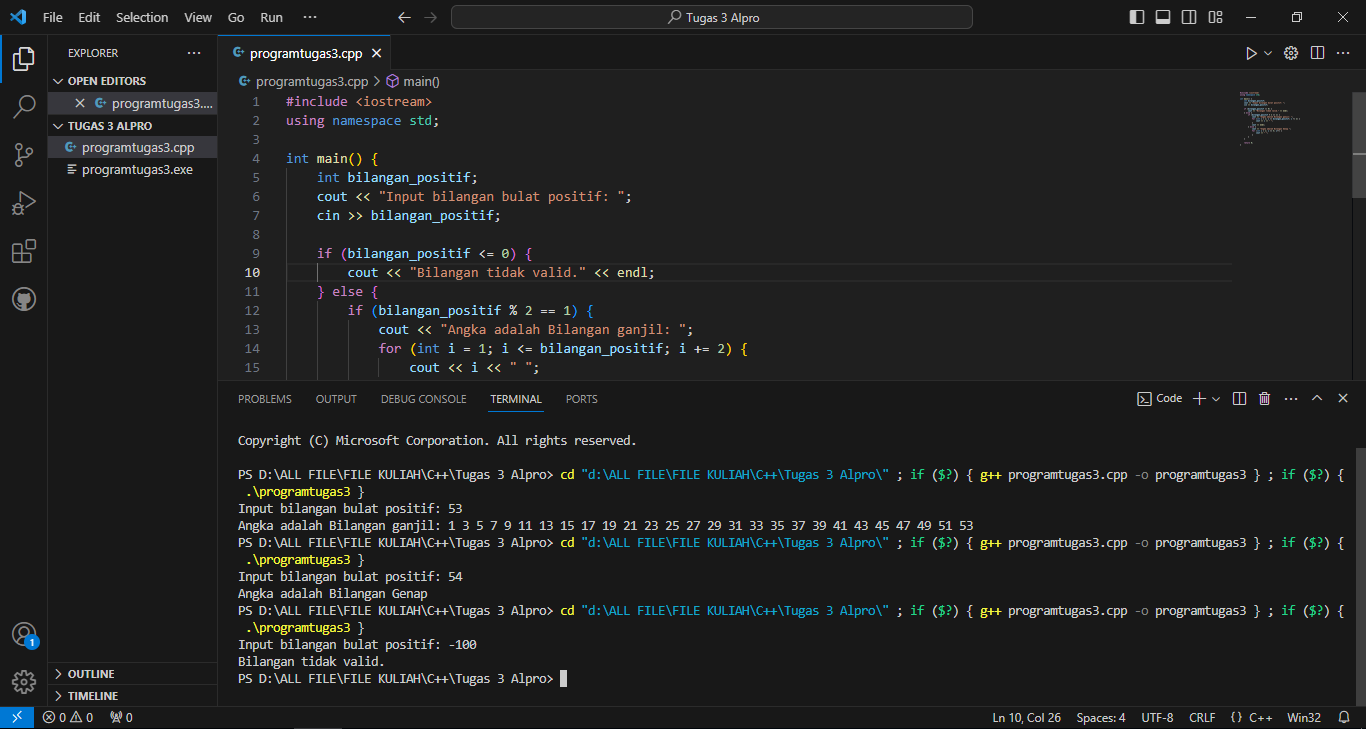 File Edit Selection View Go Run ··· Tugas 3 Alpro
EXPLORER ···
OPEN EDITORS
programtugas3....
TUGAS 3 ALPRO
programtugas3.cpp
programtugas3.exe
OUTLINE
TIMELINE
programtugas3.cpp
programtugas3.cpp > main()
1 #include <iostream>
2 using namespace std;
3
4 int main() {
5 int bilangan_positif;
6 cout << "Input bilangan bulat positif: ";
7 cin >> bilangan_positif;
8
9 if (bilangan_positif <= 0) {
10 cout << "Bilangan tidak valid." << endl;
11 } else {
12 if (bilangan_positif % 2 == 1) {
13 cout << "Angka adalah Bilangan ganjil: ";
14 for (int i = 1; i <= bilangan_positif; i += 2) {
15 cout << i << " ";
PROBLEMS OUTPUT DEBUG CONSOLE TERMINAL PORTS Code
Copyright (C) Microsoft Corporation. All rights reserved.
PS D:\ALL FILE\FILE KULIAH\C++\Tugas 3 Alpro> cd "d:\ALL FILE\FILE KULIAH\C++\Tugas 3 Alpro\" ; if ($?) { g++ programtugas3.cpp -o programtugas3 } ; if ($?) {
.\programtugas3 }
Input bilangan bulat positif: 53
Angka adalah Bilangan ganjil: 1 3 5 7 9 11 13 15 17 19 21 23 25 27 29 31 33 35 37 39 41 43 45 47 49 51 53
PS D:\ALL FILE\FILE KULIAH\C++\Tugas 3 Alpro> cd "d:\ALL FILE\FILE KULIAH\C++\Tugas 3 Alpro\" ; if ($?) { g++ programtugas3.cpp -o programtugas3 } ; if ($?) {
.\programtugas3 }
Input bilangan bulat positif: 54
Angka adalah Bilangan Genap
PS D:\ALL FILE\FILE KULIAH\C++\Tugas 3 Alpro> cd "d:\ALL FILE\FILE KULIAH\C++\Tugas 3 Alpro\" ; if ($?) { g++ programtugas3.cpp -o programtugas3 } ; if ($?) {
.\programtugas3 }
Input bilangan bulat positif: -100
Bilangan tidak valid.
PS D:\ALL FILE\FILE KULIAH\C++\Tugas 3 Alpro>
1
0 0 0 Ln 10, Col 26 Spaces: 4 UTF-8 CRLF {} C++ Win32